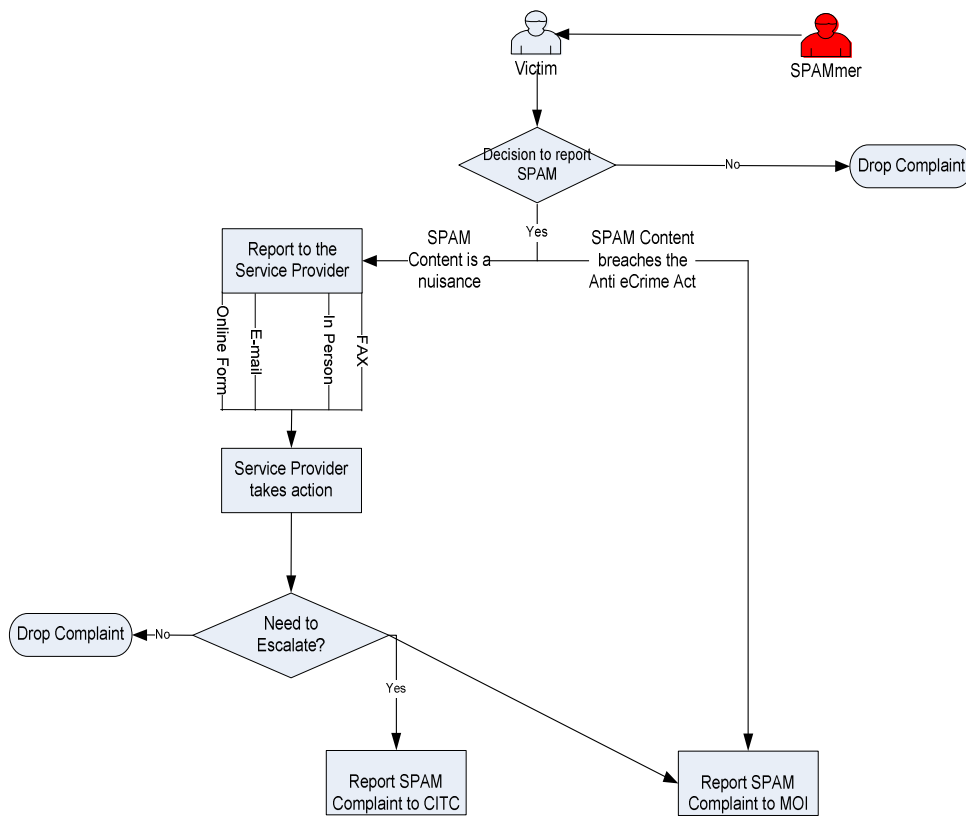 Victim
SPAMmer
Decision to report
SPAM
No
Drop Complaint
Yes
Report to the
Service Provider
SPAM
Content is a
nuisance
SPAM Content
breaches the
Anti eCrime Act
Online Form
E-mail
In Person
FAX
Service Provider
takes action
Need to
Escalate?
No
Drop Complaint
Yes
Report SPAM
Complaint to CITC
Report SPAM
Complaint to MOI